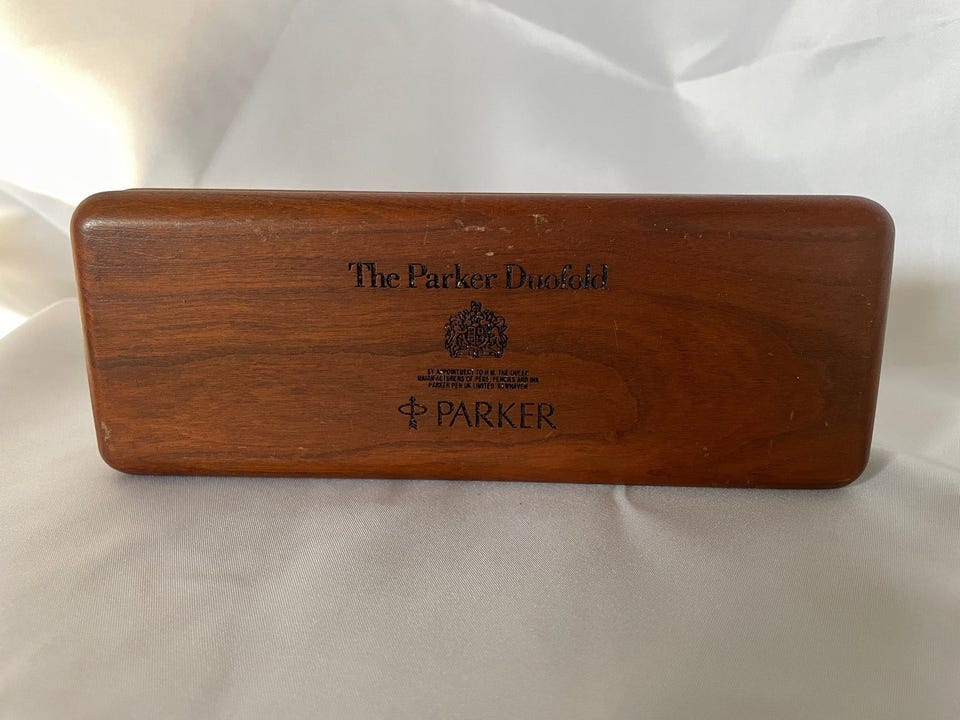 The Parker Duofold
BY APPOINTMENT TO H.M. THE QUEEN
MANUFACTURERS OF PENS, PENCILS AND INK
PARKER PEN UK LIMITED NEWHAVEN
PARKER